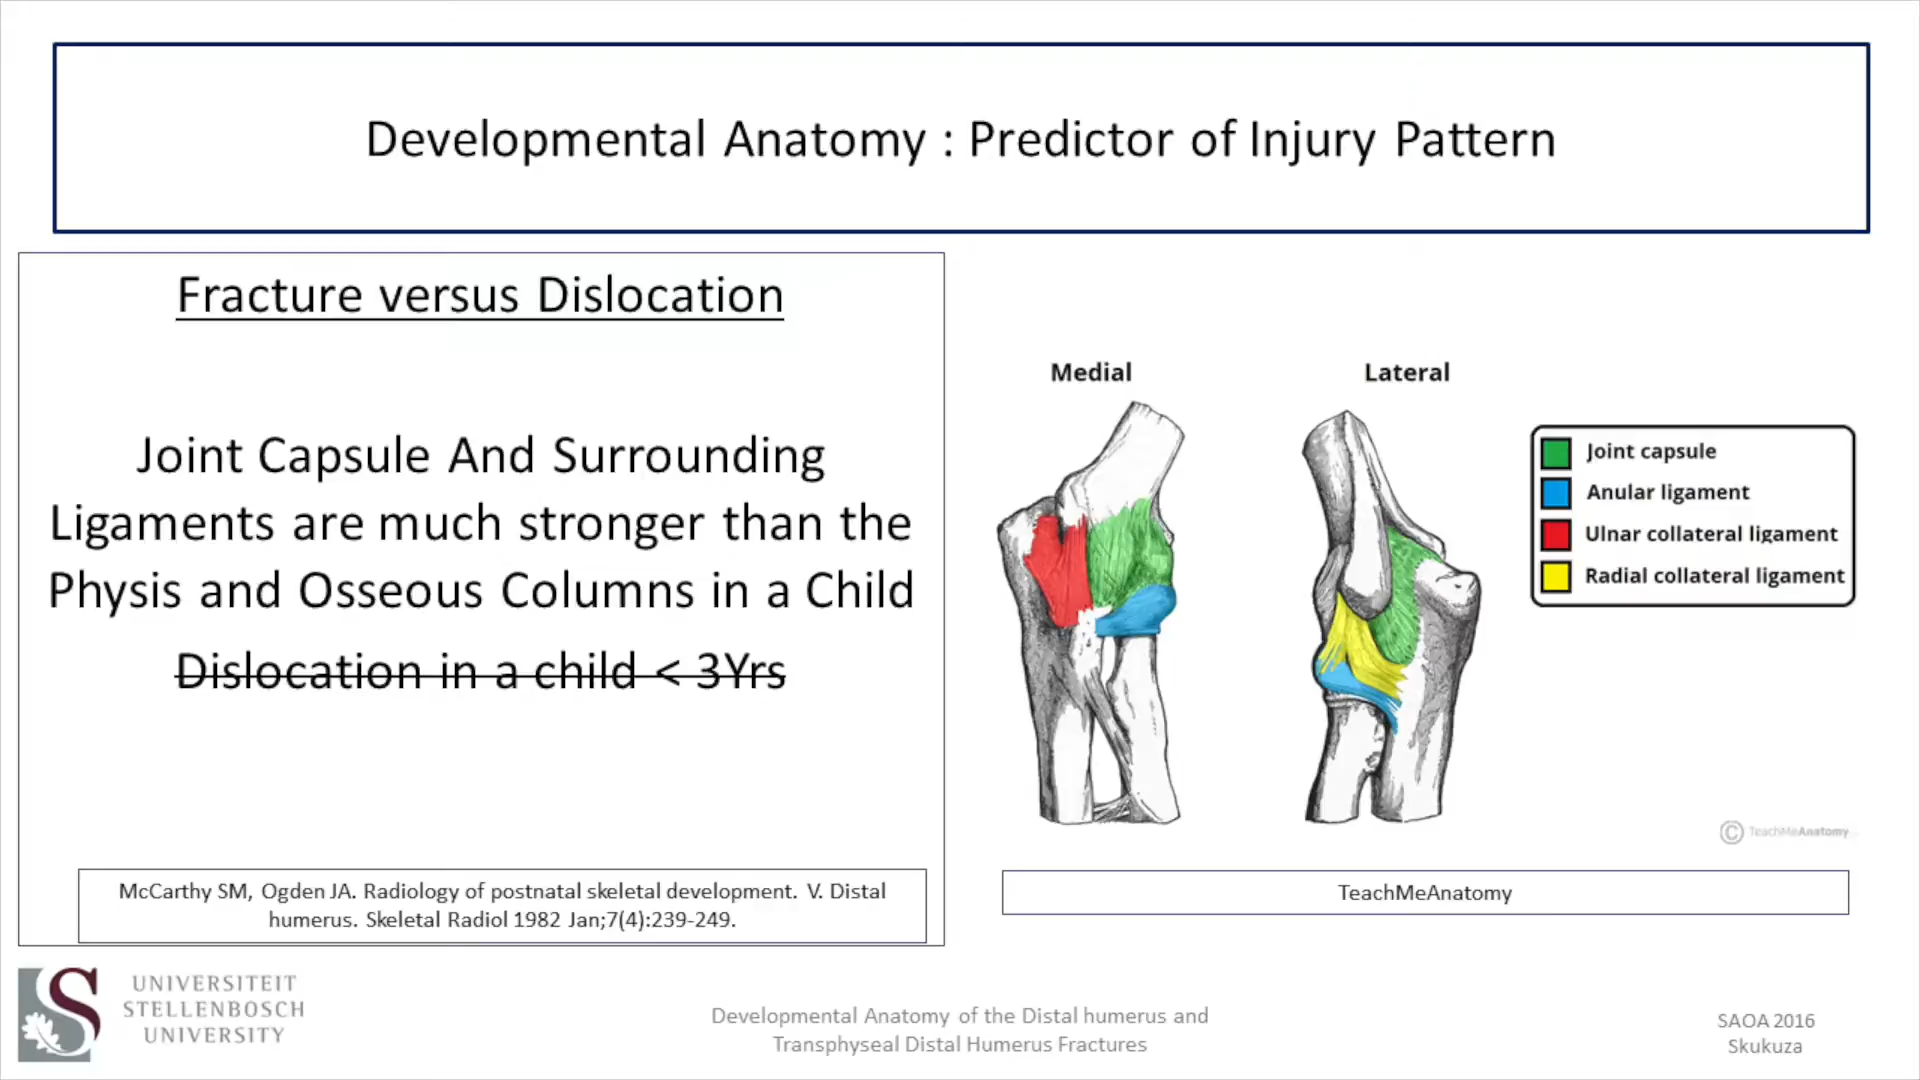 Developmental Anatomy : Predictor of Injury Pattern
Fracture versus Dislocation
Joint Capsule And Surrounding
Ligaments are much stronger than the
Physis and Osseous Columns in a Child
Dislocation in a child < 3Yrs
McCarthy SM, Ogden JA. Radiology of postnatal skeletal development. V. Distal
humerus. Skeletal Radiol 1982 Jan;7(4):239-249.
Medial
Lateral
Joint capsule
Anular ligament
Ulnar collateral ligament
Radial collateral ligament
© TeachMeAnatomy
TeachMeAnatomy
UNIVERSITEIT
STELLENBOSCH
UNIVERSITY
Developmental Anatomy of the Distal humerus and
Transphyseal Distal Humerus Fractures
SAOA 2016
Skukuza